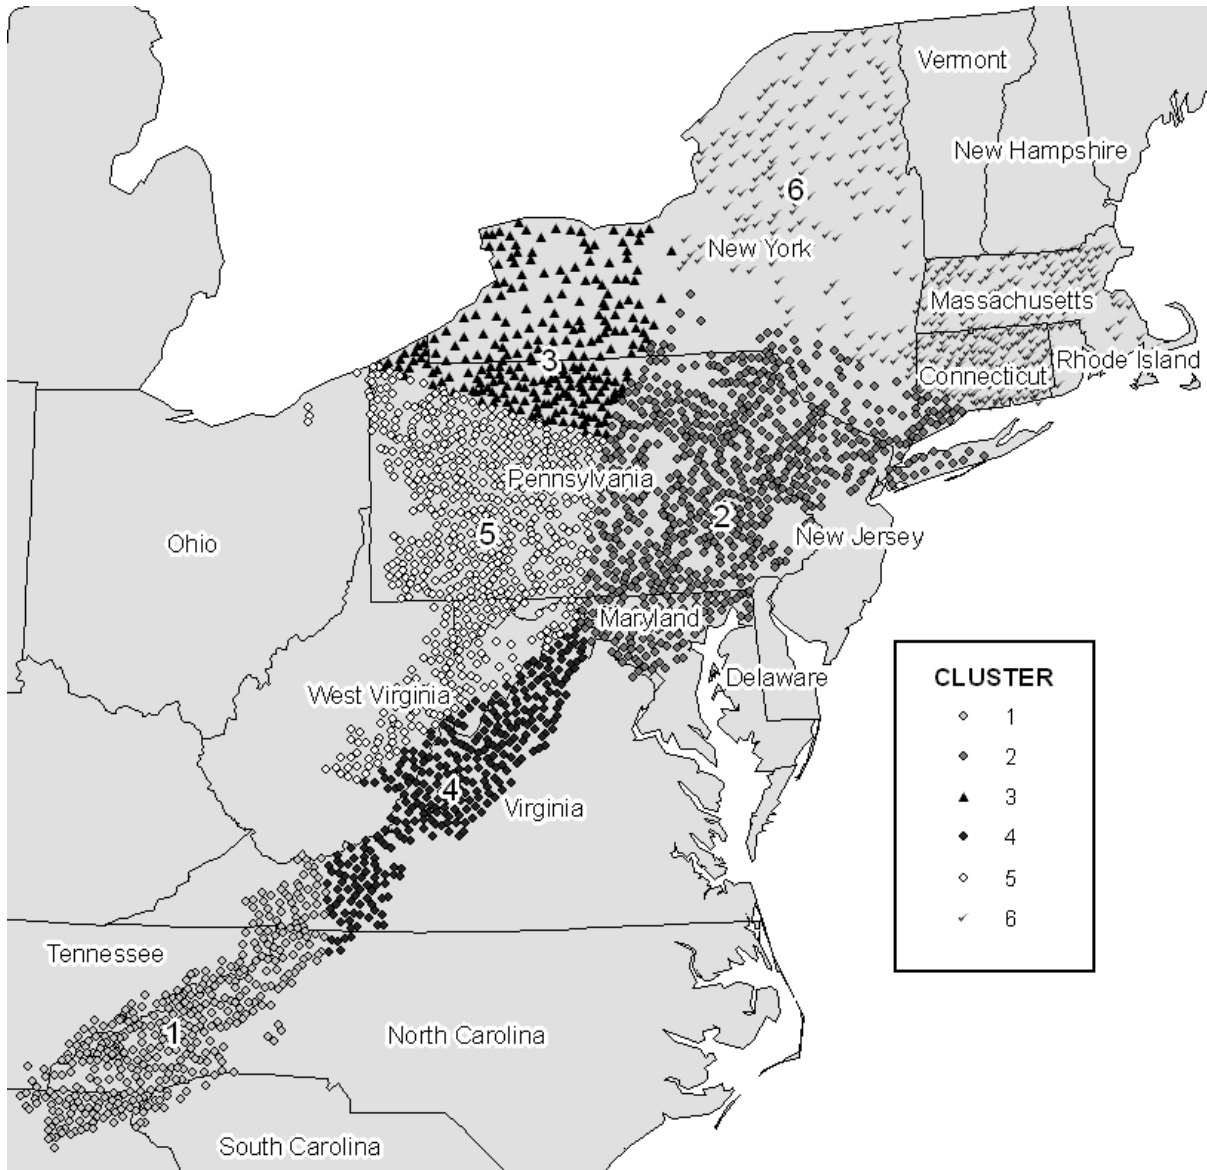 Vermont
New Hampshire
6
New York
Massachusetts
3
Connecticut
Rhode Island
Pennsylvania
2
5
Ohio
New Jersey
Maryland
Delaware
West Virginia
4
Virginia
CLUSTER
1
2
3
4
5
6
Tennessee
1
North Carolina
South Carolina